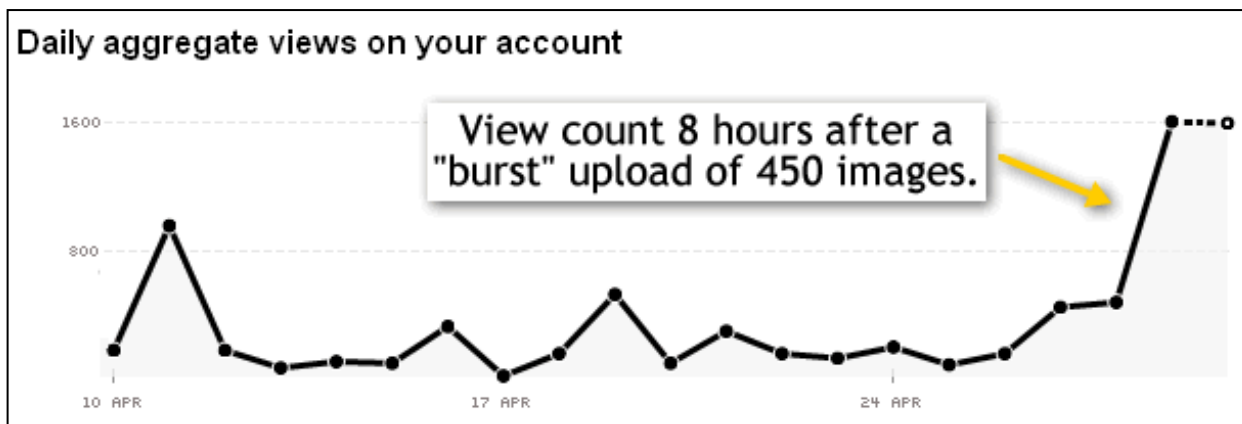 Daily aggregate views on your account
1600
View count 8 hours after a
"burst" upload of 450 images.
800
10 APR
17 APR
24 APR